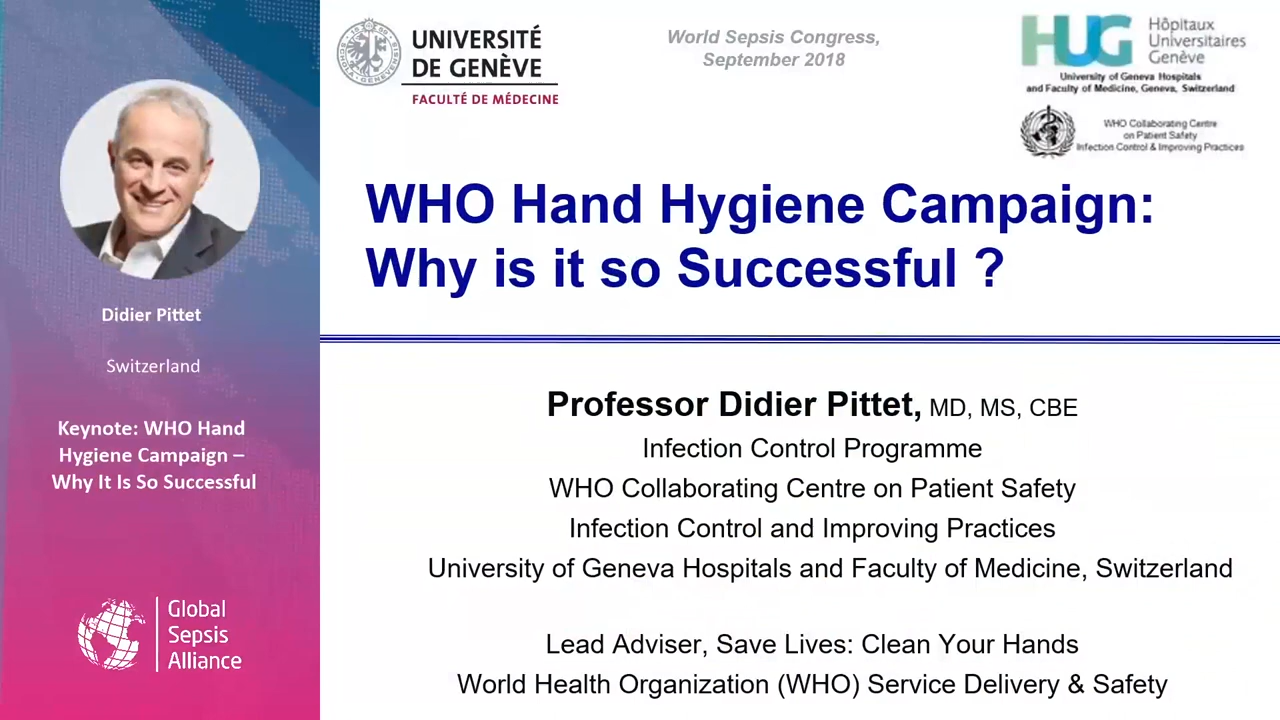 Didier Pittet
Switzerland
Keynote: WHO Hand
Hygiene Campaign –
Why It Is So Successful
Global
Sepsis
Alliance
UNIVERSITÉ
DE GENÈVE
FACULTÉ DE MÉDECINE
World Sepsis Congress,
September 2018
HUG
Hôpitaux
Universitaires
Genève
University of Geneva Hospitals
and Faculty of Medicine, Geneva, Switzerland
WHO Collaborating Centre
on Patient Safety
Infection Control & Improving Practices
WHO Hand Hygiene Campaign:
Why is it so Successful ?
Professor Didier Pittet, MD, MS, CBE
Infection Control Programme
WHO Collaborating Centre on Patient Safety
Infection Control and Improving Practices
University of Geneva Hospitals and Faculty of Medicine, Switzerland
Lead Adviser, Save Lives: Clean Your Hands
World Health Organization (WHO) Service Delivery & Safety